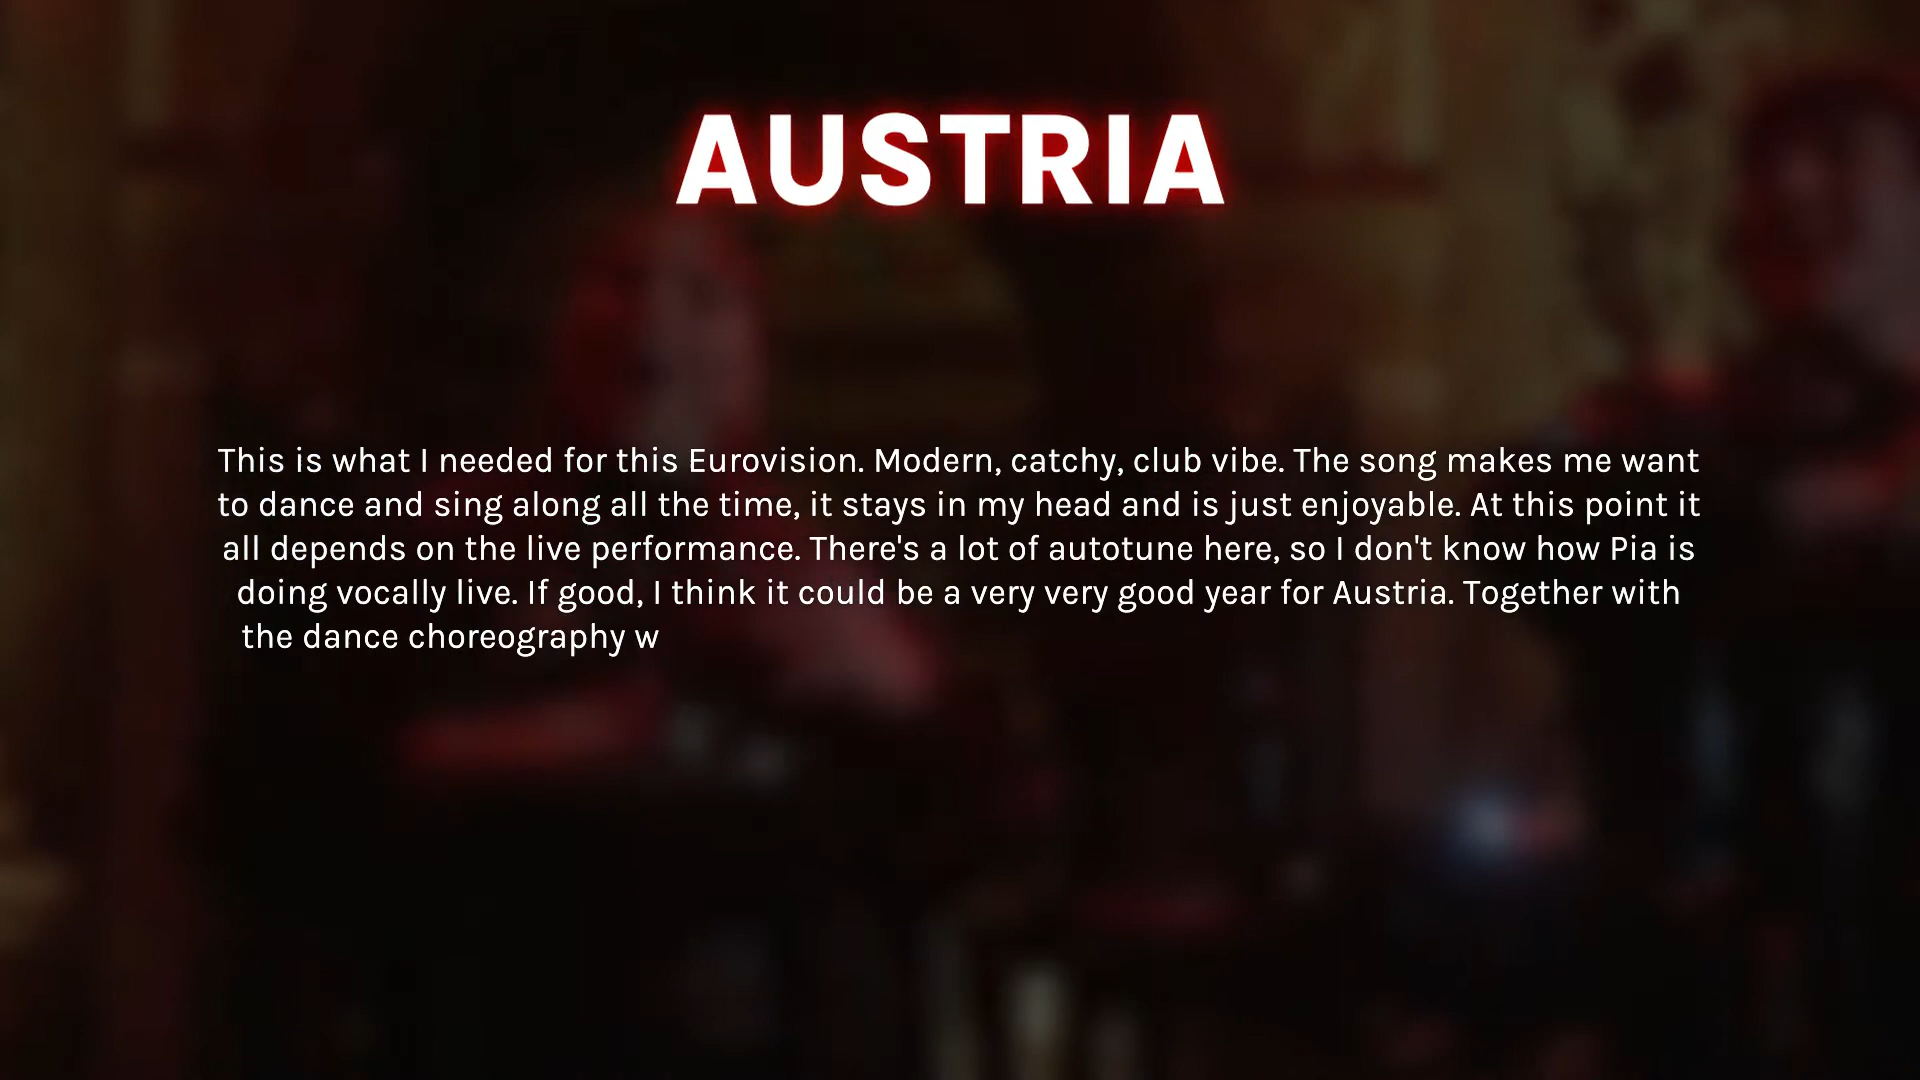 AUSTRIA
This is what I needed for this Eurovision. Modern, catchy, club vibe. The song makes me want
to dance and sing along all the time, it stays in my head and is just enjoyable. At this point it
all depends on the live performance. There's a lot of autotune here, so I don't know how Pia is
doing vocally live. If good, I think it could be a very very good year for Austria. Together with
the dance choreography w